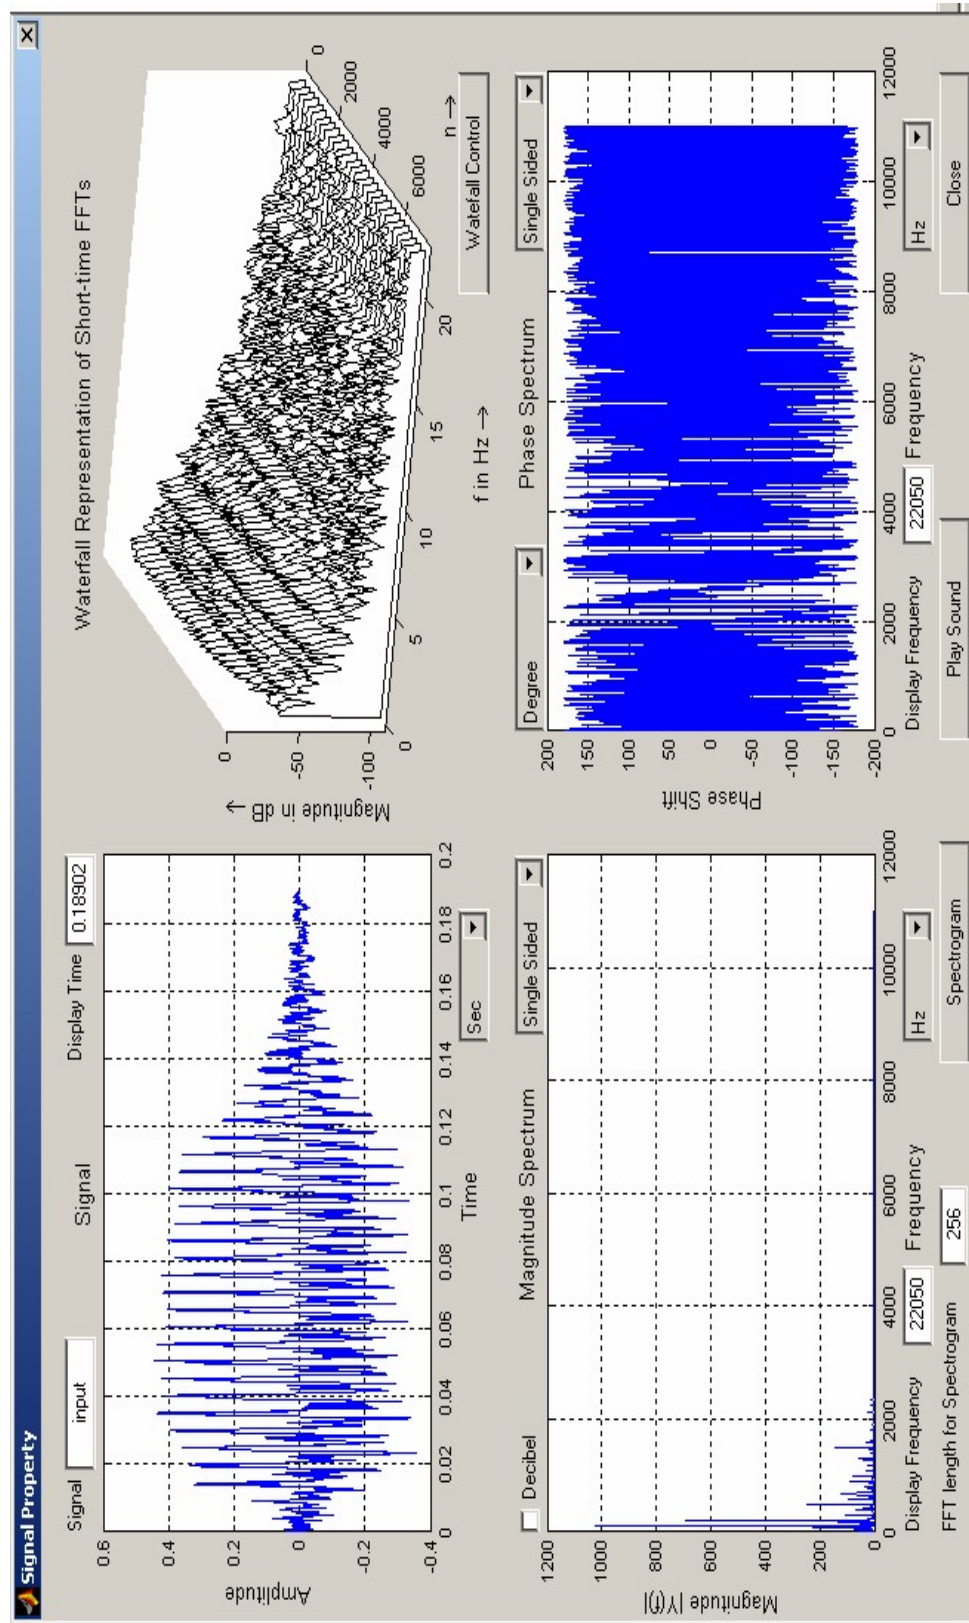 Signal Property
Signal
input
Signal
Display Time
0.18902
0.6
0.4
0.2
0
-0.2
-0.4
Amplitude
0
0.02
0.04
0.06
0.08
0.1
0.12
0.14
0.16
0.18
0.2
Time
Sec
Waterfall Representation of Short-time FFTs
0
-50
-100
Magnitude in dB →
0
5
10
15
20
f in Hz →
0
2000
4000
6000
n →
Waterfall Control
Decibel
Magnitude Spectrum
Single Sided
1200
1000
800
600
400
200
0
Magnitude |Y(f)|
0
2000
4000
6000
8000
10000
12000
Display Frequency
22050
Frequency
Hz
FFT length for Spectrogram
256
Spectrogram
Degree
Phase Spectrum
Single Sided
200
150
100
50
0
-50
-100
-150
-200
Phase Shift
0
2000
4000
6000
8000
10000
12000
Display Frequency
22050
Frequency
Hz
Play Sound
Close